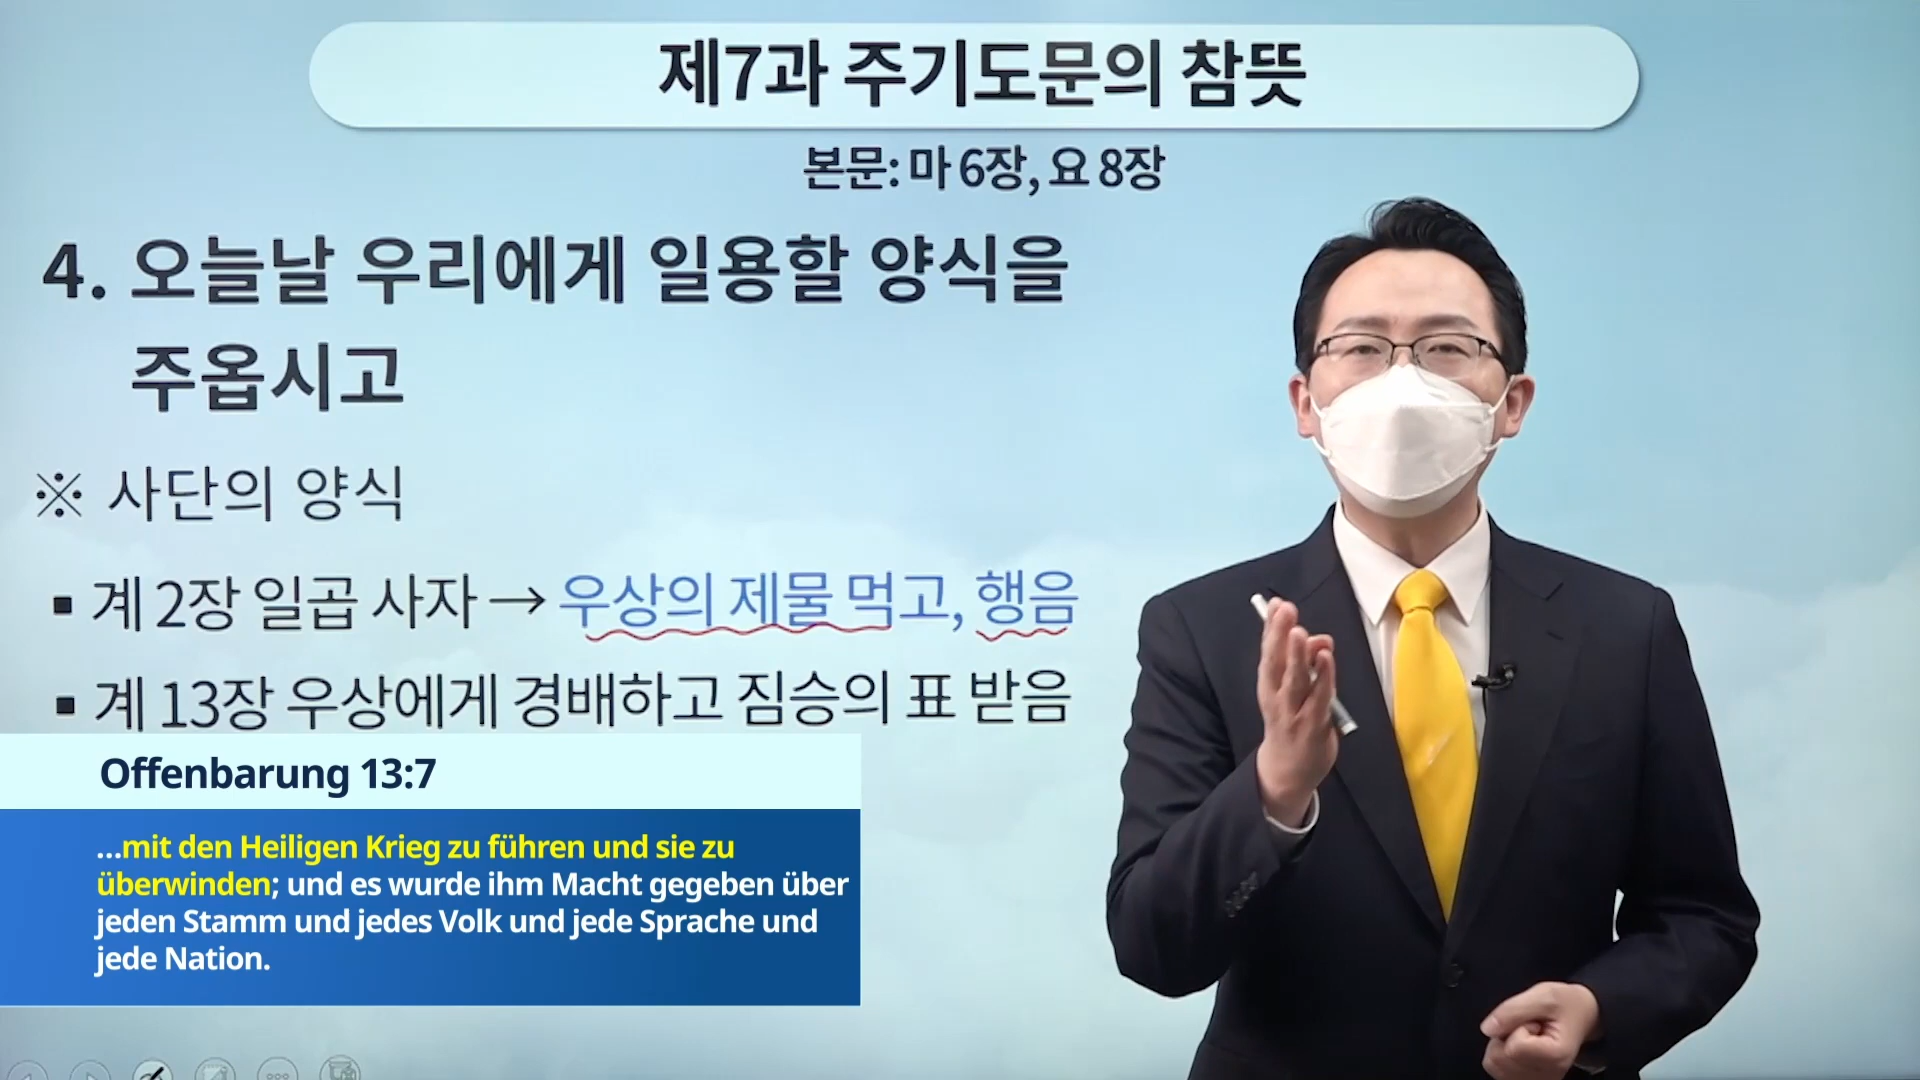 제7과 주기도문의 참뜻
본문: 마 6장, 요 8장
4. 오늘날 우리에게 일용할 양식을
주옵시고
※ 사단의 양식
▪ 계 2장 일곱 사자 → 우상의 제물 먹고, 행음
▪ 계 13장 우상에게 경배하고 짐승의 표 받음
Offenbarung 13:7
...mit den Heiligen Krieg zu führen und sie zu
überwinden; und es wurde ihm Macht gegeben über
jeden Stamm und jedes Volk und jede Sprache und
jede Nation.